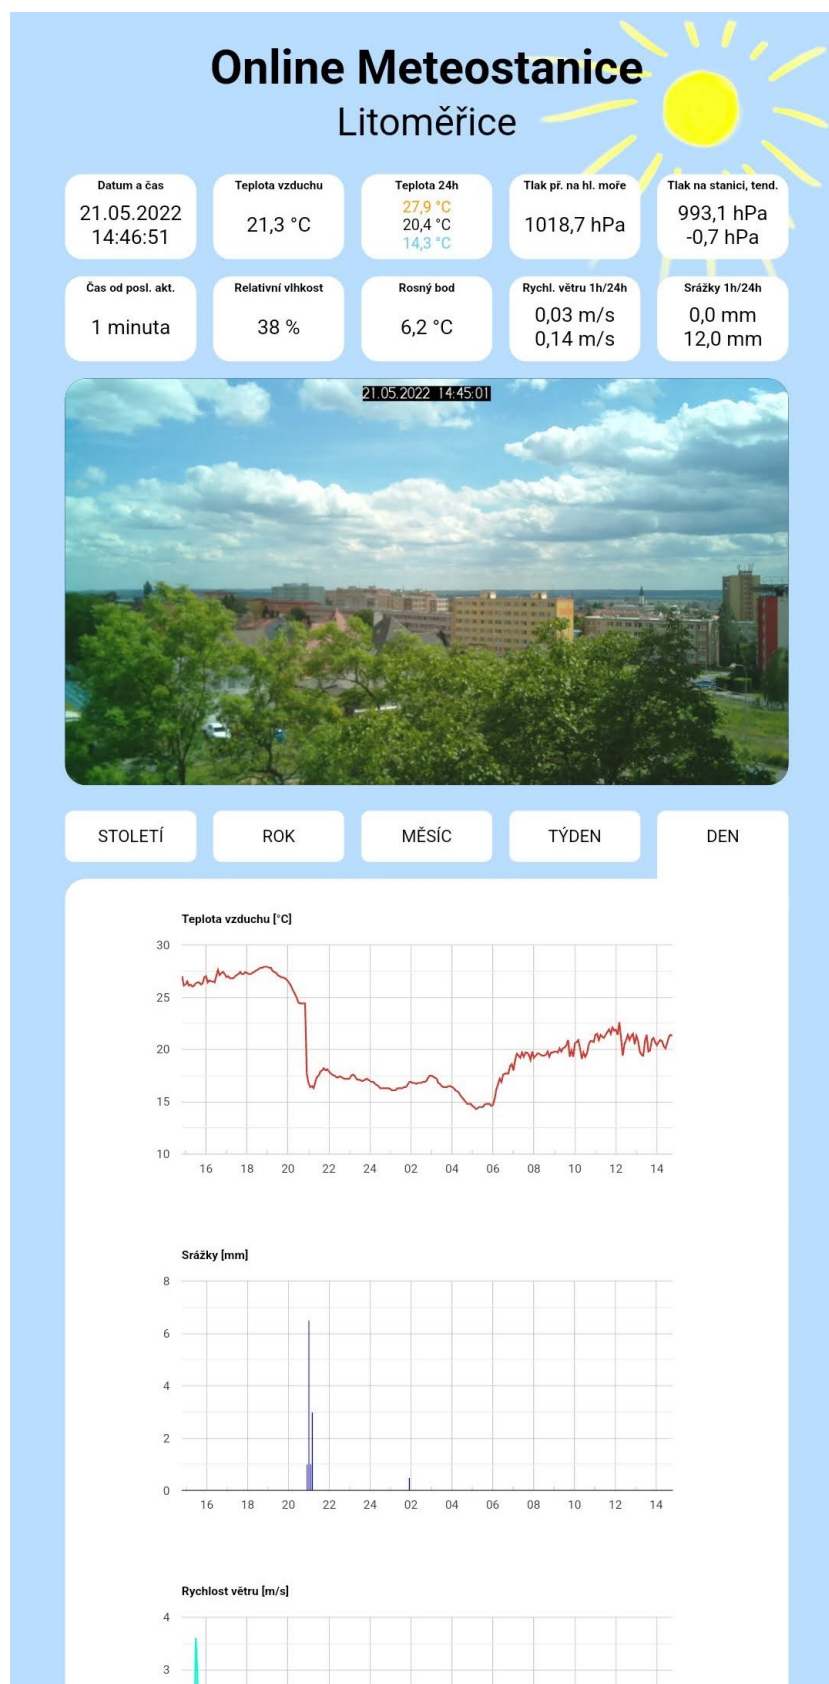 Online Meteostanice
Litoměřice
Datum a čas
21.05.2022
14:46:51
Teplota vzduchu
21,3 °C
Teplota 24h
27,9 °C
20,4 °C
14,3 °C
Tlak př. na hl. moře
1018,7 hPa
Tlak na stanici, tend.
993,1 hPa
-0,7 hPa
Čas od posl. akt.
1 minuta
Relativní vlhkost
38 %
Rosný bod
6,2 °C
Rychl. větru 1h/24h
0,03 m/s
0,14 m/s
Srážky 1h/24h
0,0 mm
12,0 mm
21.05.2022 14:45:01
STOLETÍ
ROK
MĚSÍC
TÝDEN
DEN
Teplota vzduchu [°C]
30
25
20
15
10
16 18 20 22 24 02 04 06 08 10 12 14
Srážky [mm]
8
6
4
2
0
16 18 20 22 24 02 04 06 08 10 12 14
Rychlost větru [m/s]
4
3